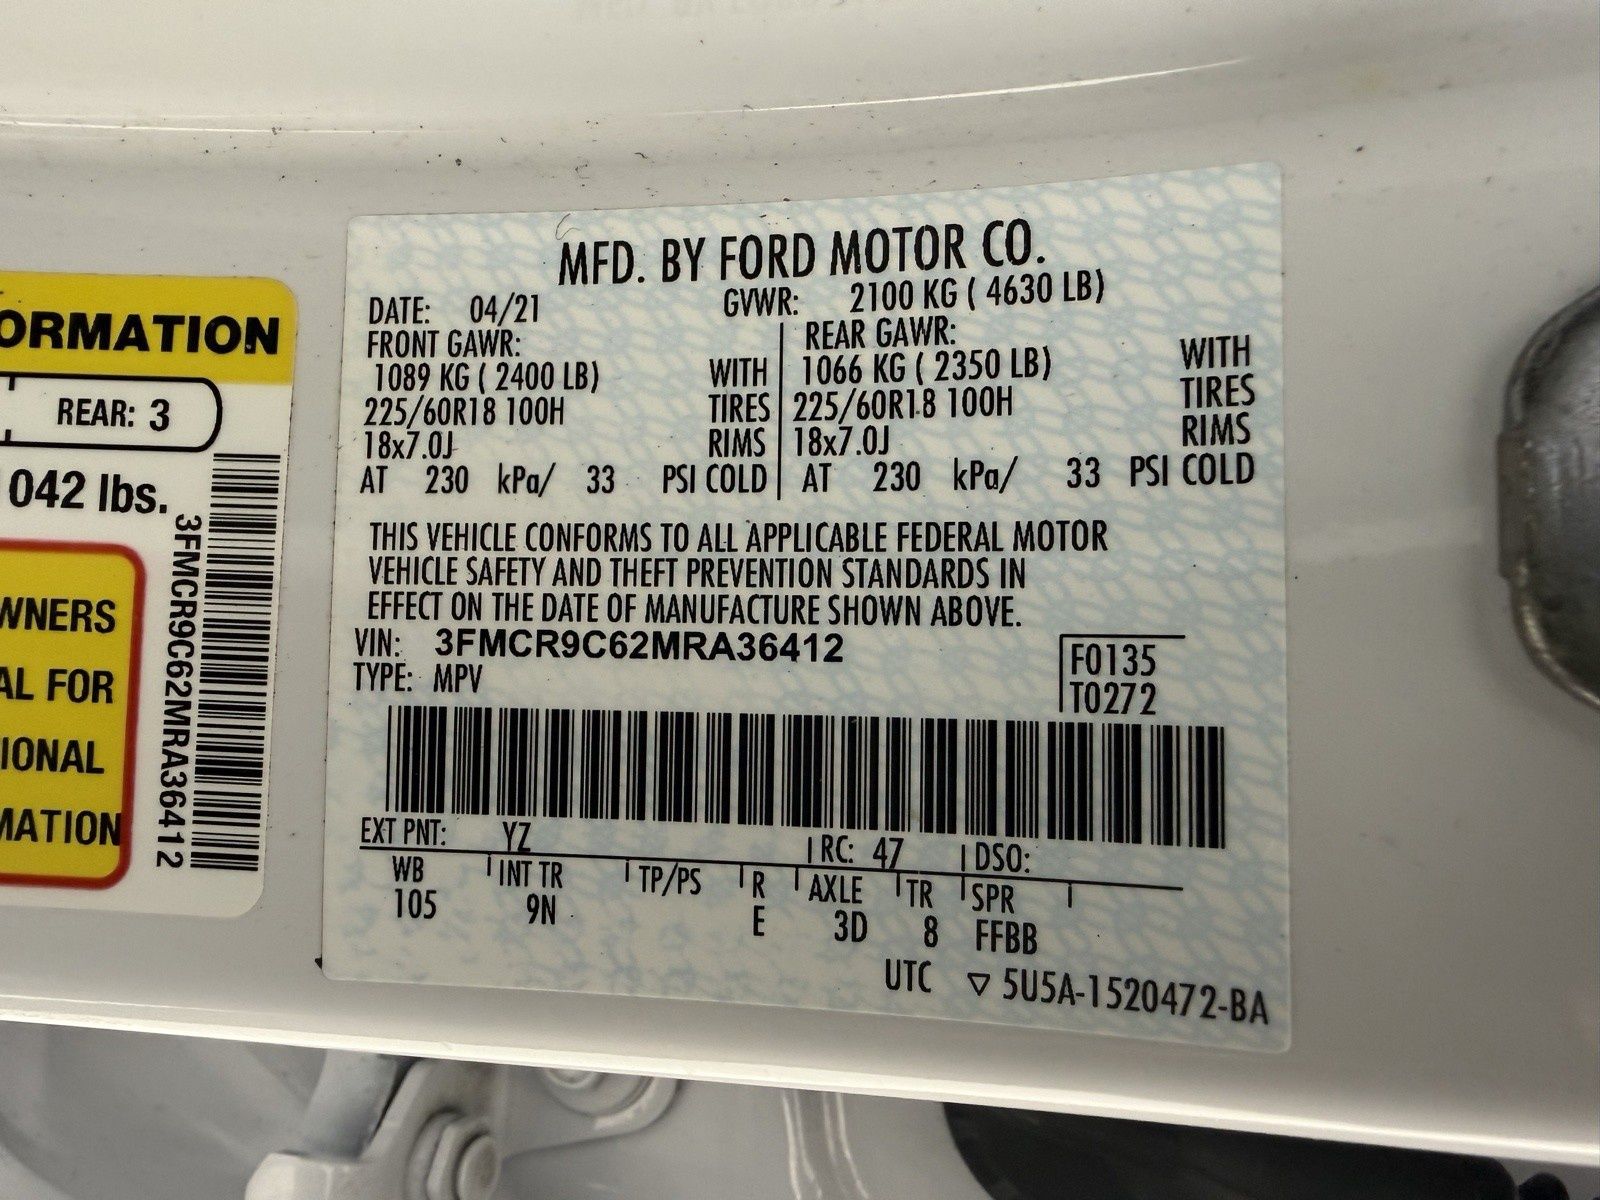 ORMATION
REAR: 3
042 lbs.
WNERS
AL FOR
IONAL
MATION
3FMCR9C62MRA36412
MFD. BY FORD MOTOR CO.
DATE: 04/21 GVWR: 2100 KG ( 4630 LB)
FRONT GAWR: REAR GAWR:
1089 KG ( 2400 LB) WITH 1066 KG ( 2350 LB) WITH
225/60R18 100H TIRES 225/60R18 100H TIRES
18x7.0J RIMS 18x7.0J RIMS
AT 230 kPa/ 33 PSI COLD AT 230 kPa/ 33 PSI COLD
THIS VEHICLE CONFORMS TO ALL APPLICABLE FEDERAL MOTOR
VEHICLE SAFETY AND THEFT PREVENTION STANDARDS IN
EFFECT ON THE DATE OF MANUFACTURE SHOWN ABOVE.
VIN: 3FMCR9C62MRA36412
TYPE: MPV
F0135
T0272
EXT PNT: YZ RC: 47 DSO:
WB INT TR TP/PS R AXLE TR SPR
105 9N E 3D 8 FFBB
UTC ▽ 5U5A-1520472-BA